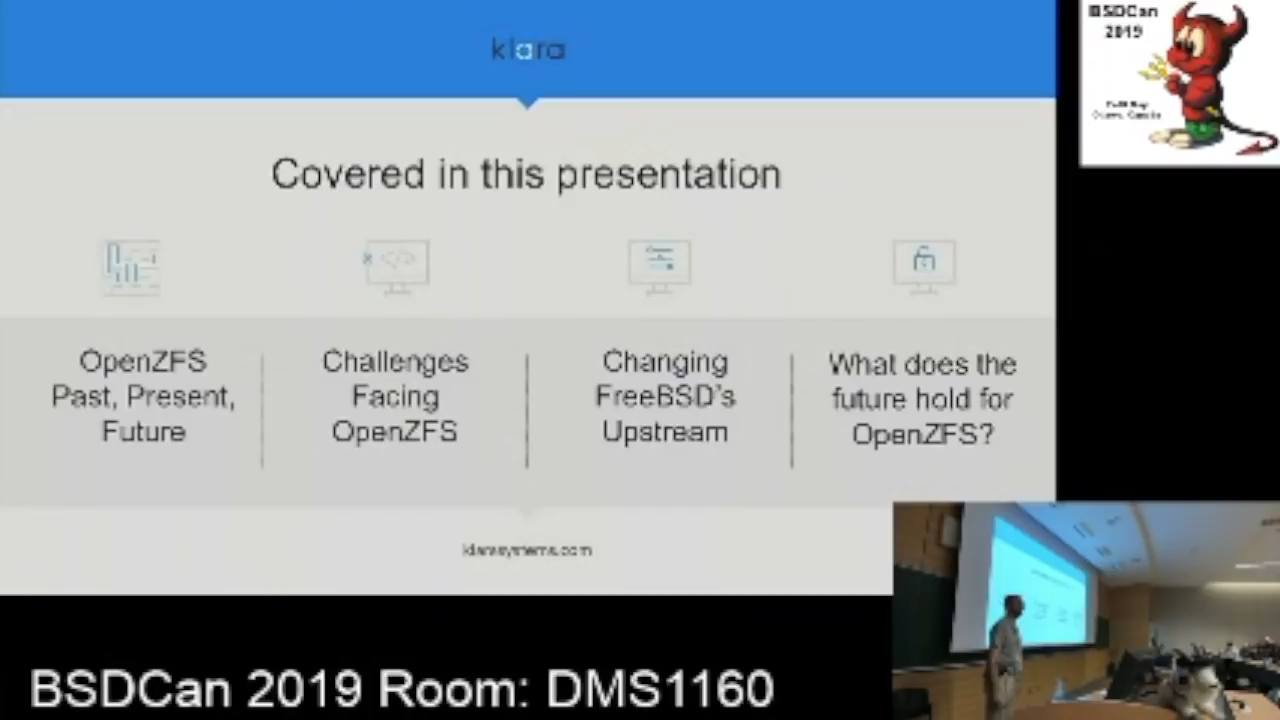 klara
BSDCan
2019
Covered in this presentation
OpenZFS
Past, Present,
Future
Challenges
Facing
OpenZFS
Changing
FreeBSD's
Upstream
What does the
future hold for
OpenZFS?
klarasystems.com
BSDCan 2019 Room: DMS1160